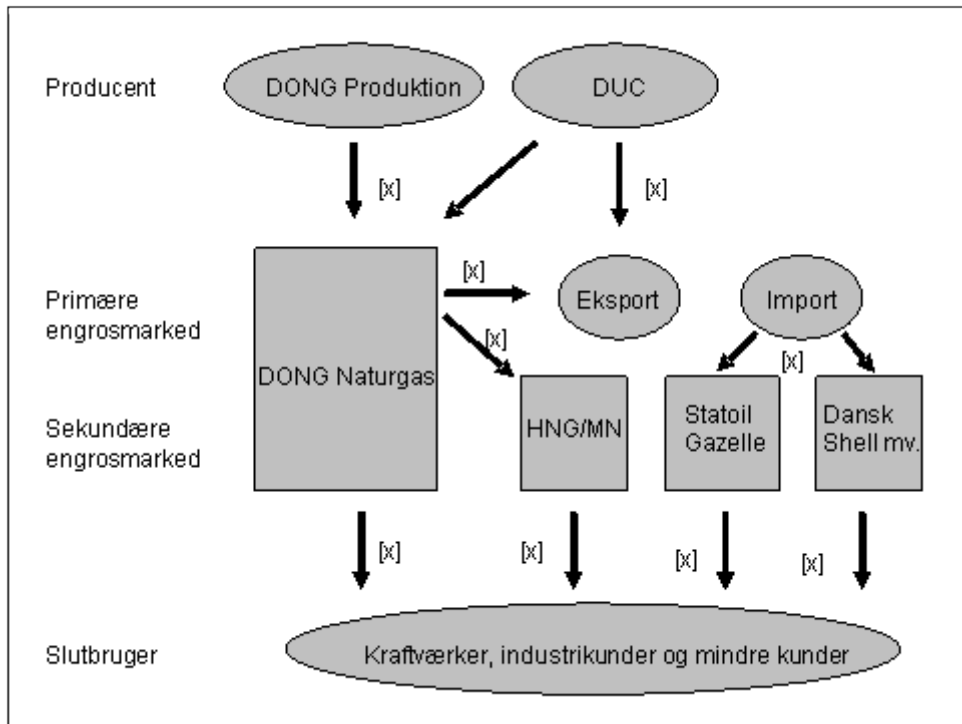 Producent
DONG Produktion
DUC
[x]
[x]
Primære
engrosmarked
[x]
Eksport
Import
[x]
[x]
DONG Naturgas
Sekundære
engrosmarked
HNG/MN
Statoil
Gazelle
Dansk
Shell mv.
[x]
[x]
[x]
[x]
Slutbruger
Kraftværker, industrikunder og mindre kunder